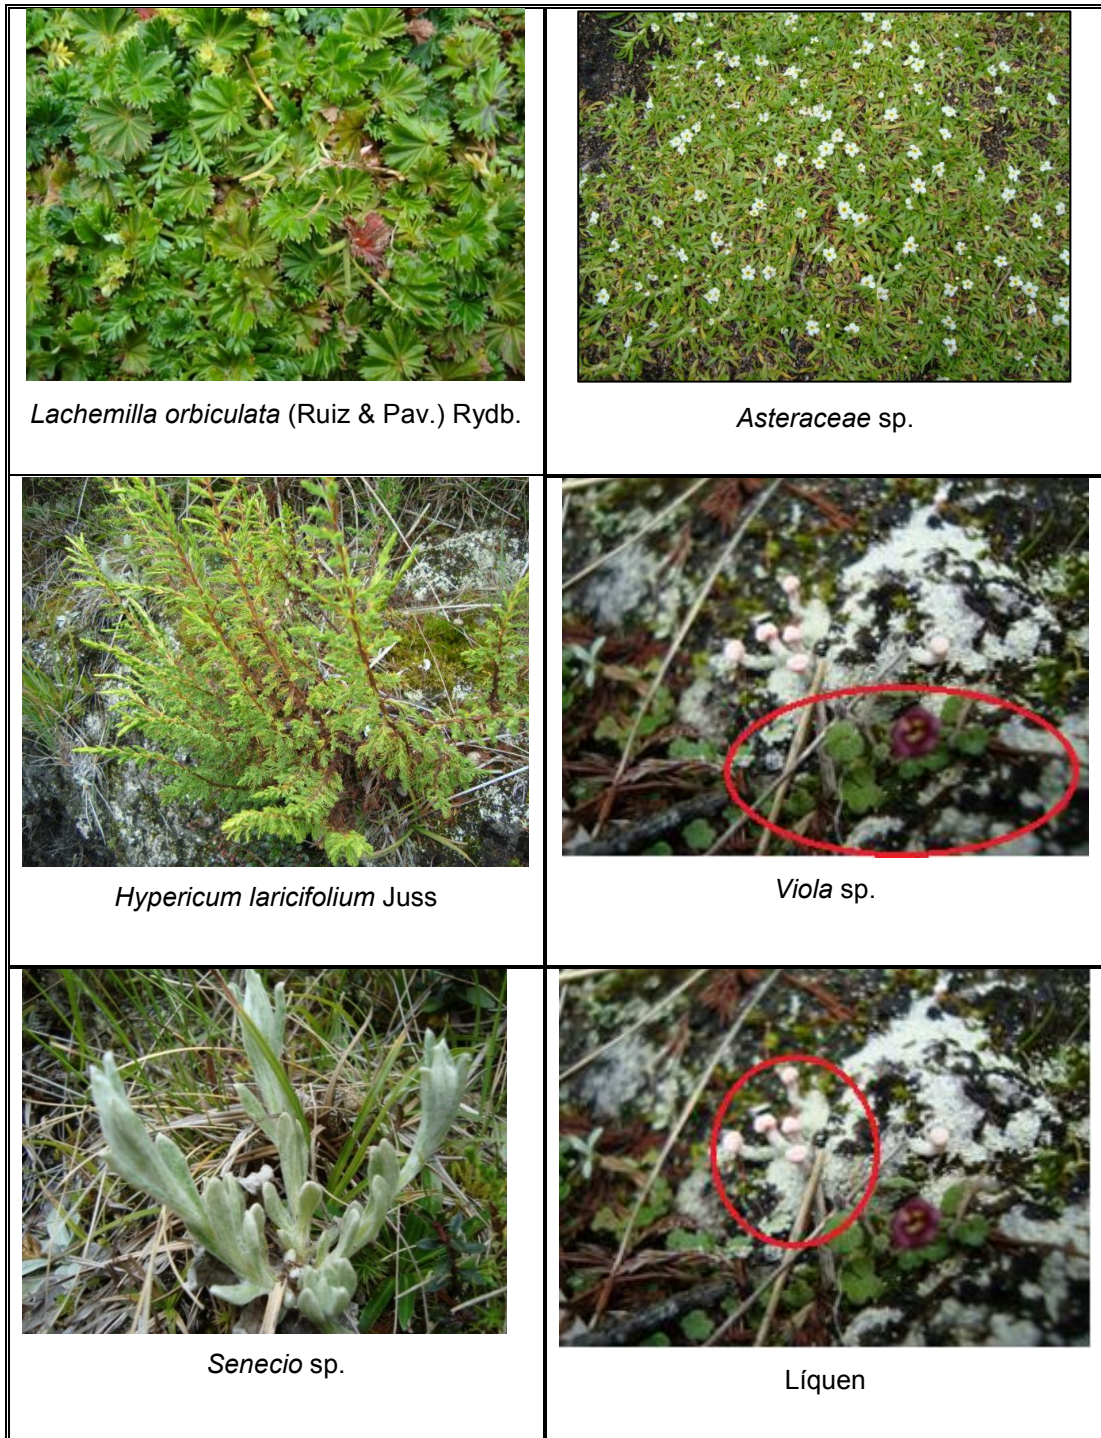 Lachemilla orbiculata (Ruiz & Pav.) Rydb.
Asteraceae sp.
Hypericum laricifolium Juss
Viola sp.
Senecio sp.
Líquen